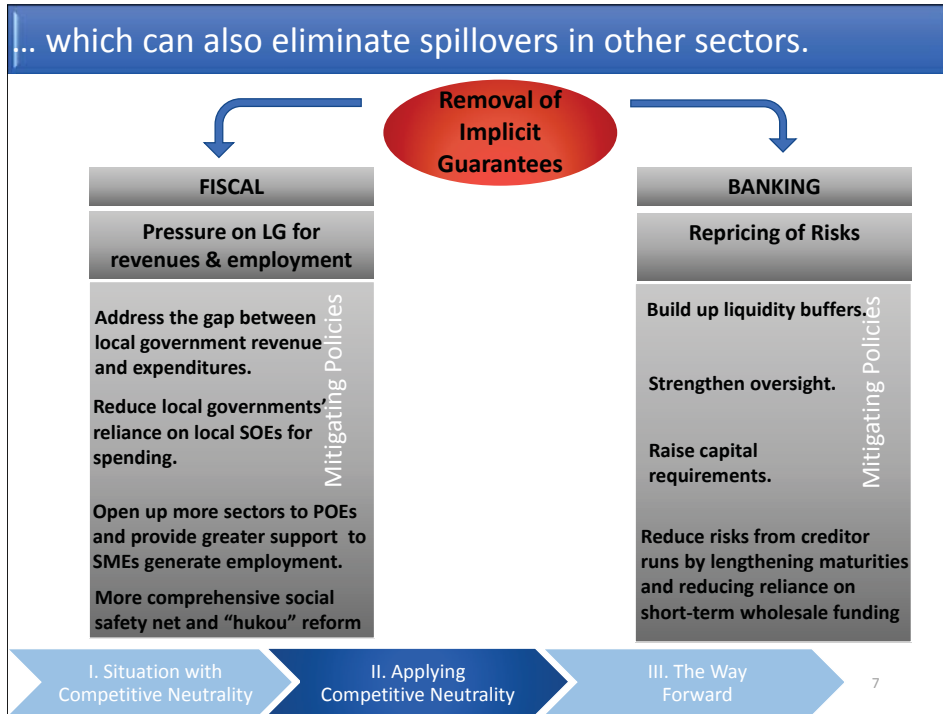 ... which can also eliminate spillovers in other sectors.
Removal of
Implicit
Guarantees
FISCAL
Pressure on LG for
revenues & employment
Mitigating Policies
Address the gap between
local government revenue
and expenditures.
Reduce local governments’
reliance on local SOEs for
spending.
Open up more sectors to POEs
and provide greater support to
SMEs generate employment.
More comprehensive social
safety net and “hukou” reform
BANKING
Repricing of Risks
Mitigating Policies
Build up liquidity buffers.
Strengthen oversight.
Raise capital
requirements.
Reduce risks from creditor
runs by lengthening maturities
and reducing reliance on
short-term wholesale funding
I. Situation with
Competitive Neutrality
II. Applying
Competitive Neutrality
III. The Way
Forward
7